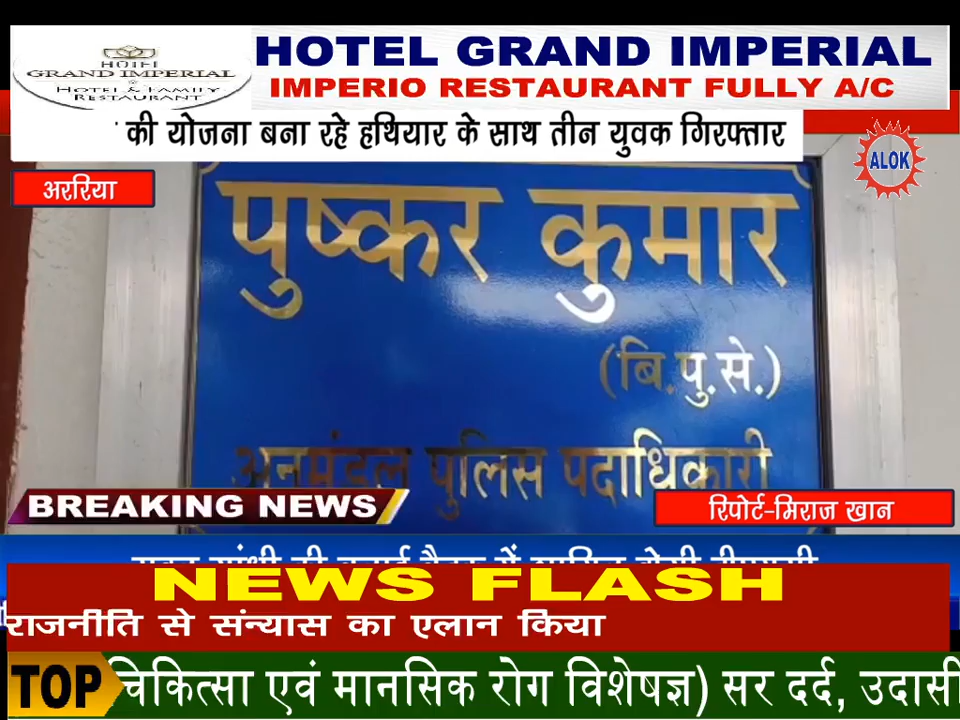 HOTEL
GRAND IMPERIAL
HOTEL & FAMILY
RESTAURANT
HOTEL GRAND IMPERIAL
IMPERIO RESTAURANT FULLY A/C
की योजना बना रहे हथियार के साथ तीन युवक गिरफ्तार
ALOK
अररिया
पुष्कर कुमार
(बि.पु.से.)
अनुमंडल पुलिस पदाधिकारी
BREAKING NEWS
रिपोर्ट-मिराज खान
NEWS FLASH
राजनीति से संन्यास का एलान किया
TOP
चिकित्सा एवं मानसिक रोग विशेषज्ञ) सर दर्द, उदासी